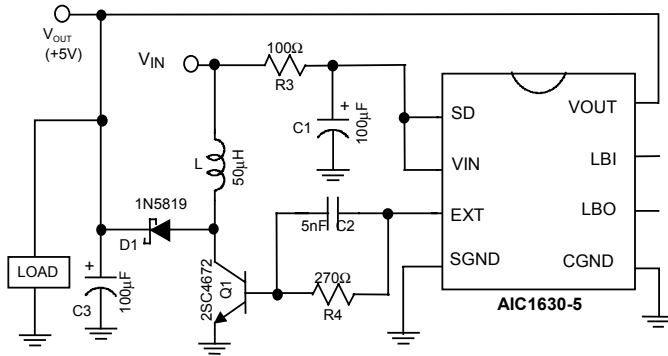 VOUT
(+5V)
VIN
100Ω
R3
C1
+
100μF
SD
VIN
EXT
SGND
VOUT
LBI
LBO
CGND
AIC1630-5
L
50μH
1N5819
D1
5nF
C2
270Ω
R4
2SC4672
Q1
LOAD
+
C3
100μF